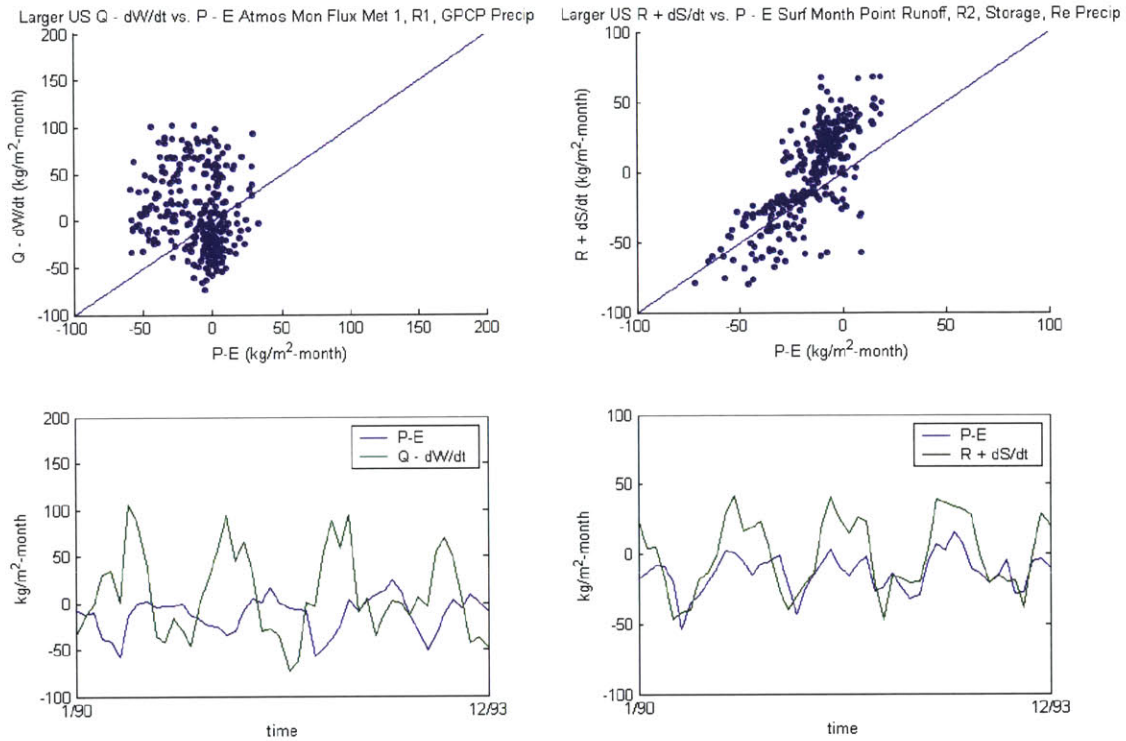 Larger US Q - dW/dt vs. P - E Atmos Mon Flux Met 1, R1, GPCP Precip
200
150
100
50
0
-50
-100
Q - dW/dt (kg/m²-month)
-100
-50
0
50
100
150
200
P-E (kg/m²-month)
Larger US R + dS/dt vs. P - E Surf Month Point Runoff, R2, Storage, Re Precip
100
50
0
-50
-100
R + dS/dt (kg/m²-month)
-100
-50
0
50
100
P-E (kg/m²-month)
200
150
100
50
0
-50
-100
kg/m²-month
P-E
Q - dW/dt
1/90
12/93
time
100
50
0
-50
-100
kg/m²-month
P-E
R + dS/dt
1/90
12/93
time